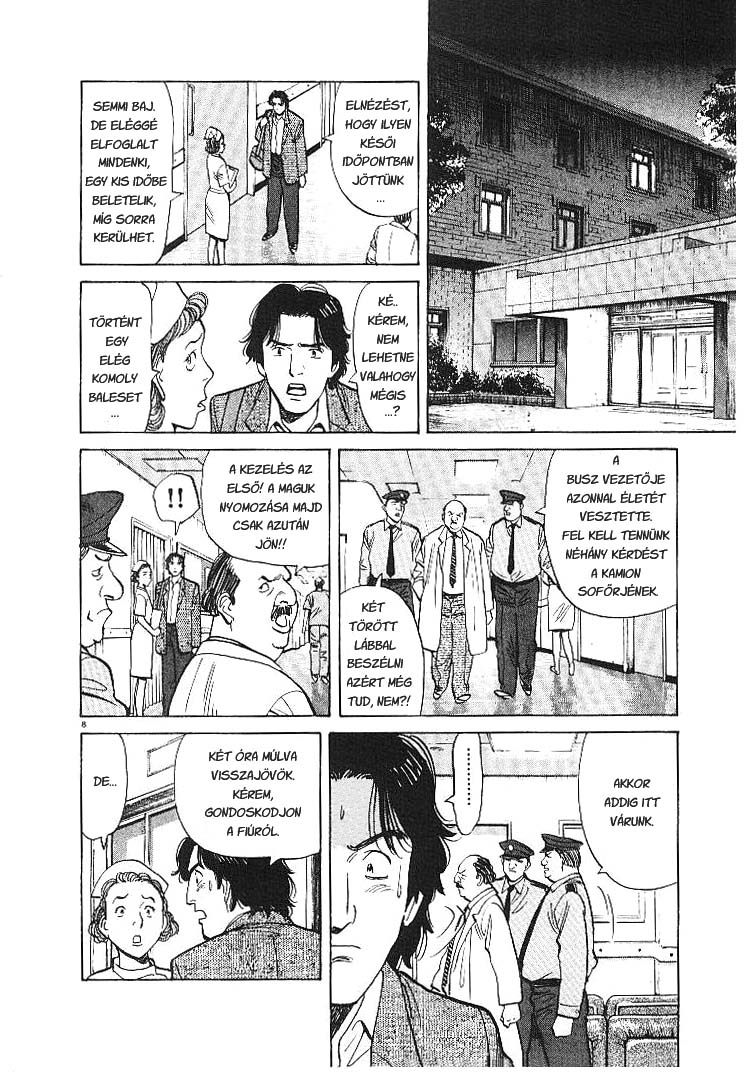 ELNÉZÉST,
HOGY ILYEN
KÉSŐI
IDŐPONTBAN
JÖTTÜNK
...
SEMMI BAJ.
DE ELÉGGÉ
ELFOGLALT
MINDENKI,
EGY KIS IDŐBE
BELETELIK,
MÍG SORRA
KERÜLHET.
KÉ..
KÉREM,
NEM
LEHETNE
VALAHOGY
MÉGIS
...?
TÖRTÉNT
EGY
ELÉG
KOMOLY
BALESET
...
A
BUSZ VEZETŐJE
AZONNAL ÉLETÉT
VESZTETTE.
FEL KELL TENNÜNK
NÉHÁNY KÉRDÉST
A KAMION
SOFŐRJÉNEK.
KÉT
TÖRÖTT
LÁBBAL
BESZÉLNI
AZÉRT MÉG
TUD, NEM?!
A KEZELÉS AZ
ELSŐ! A MAGUK
NYOMOZÁSA MAJD
CSAK AZUTÁN
JÖN!!
!!
8
AKKOR
ADDIG ITT
VÁRUNK.
.........
KÉT ÓRA MÚLVA
VISSZAJÖVÖK.
KÉREM,
GONDOSKODJON
A FIÚRÓL.
DE...